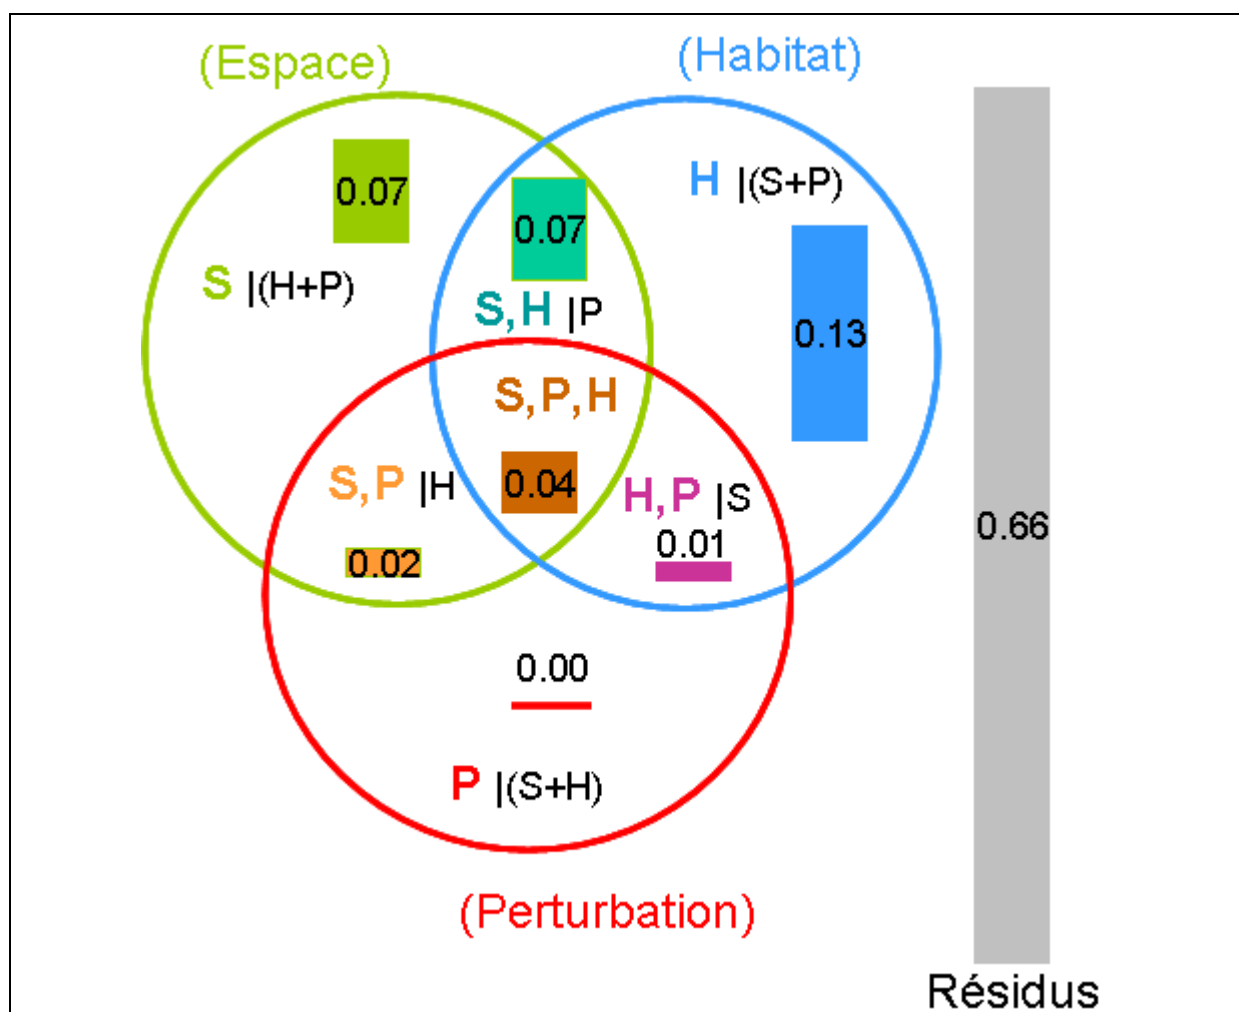 (Espace)
(Habitat)
0.07
S |(H+P)
0.07
S,H |P
H |(S+P)
0.13
S,P,H
0.04
S,P |H
0.02
H,P |S
0.01
0.00
P |(S+H)
(Perturbation)
0.66
Résidus